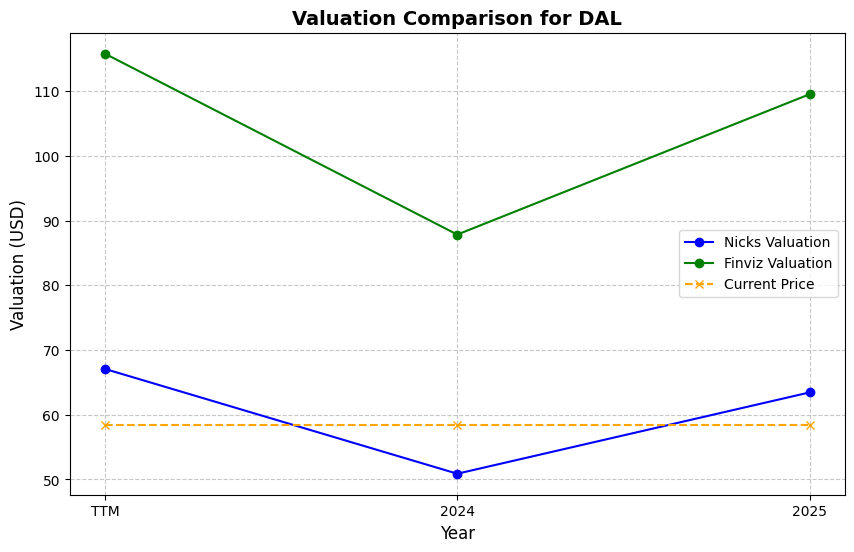 Valuation Comparison for DAL
Valuation (USD)
110
100
90
80
70
60
50
Nicks Valuation
Finviz Valuation
Current Price
TTM
2024
2025
Year